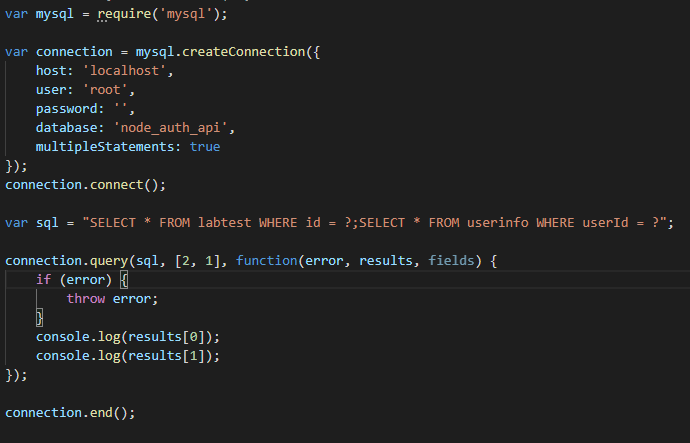 var mysql = require('mysql');
var connection = mysql.createConnection({
host: 'localhost',
user: 'root',
password: '',
database: 'node_auth_api',
multipleStatements: true
});
connection.connect();
var sql = "SELECT * FROM labtest WHERE id = ?;SELECT * FROM userinfo WHERE userId = ?";
connection.query(sql, [2, 1], function(error, results, fields) {
if (error) {
throw error;
}
console.log(results[0]);
console.log(results[1]);
});
connection.end();